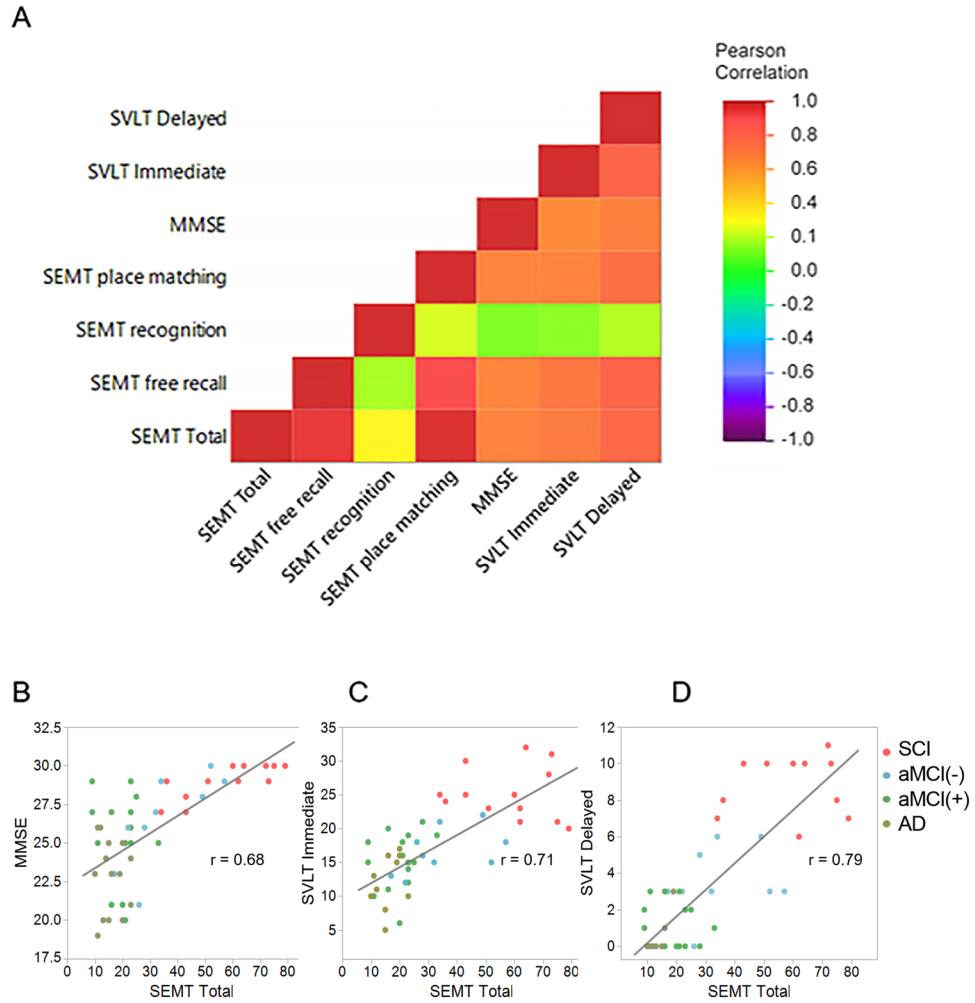 A
Pearson
Correlation
SVLT Delayed
SVLT Immediate
MMSE
SEMT place matching
SEMT recognition
SEMT free recall
SEMT Total
1.0
0.8
0.6
0.4
0.1
0.0
-0.2
-0.4
-0.6
-0.8
-1.0
SEMT Total
SEMT free recall
SEMT recognition
SEMT place matching
MMSE
SVLT Immediate
SVLT Delayed
B
MMSE
32.5
30.0
27.5
25.0
22.5
20.0
17.5
r = 0.68
0 10 20 30 40 50 60 70 80
SEMT Total
C
SVLT Immediate
35
30
25
20
15
10
5
0
r = 0.71
0 10 20 30 40 50 60 70
SEMT Total
D
SVLT Delayed
12
10
8
6
4
2
0
r = 0.79
10 20 30 40 50 60 70 80
SEMT Total
SCI
aMCI(-)
aMCI(+)
AD